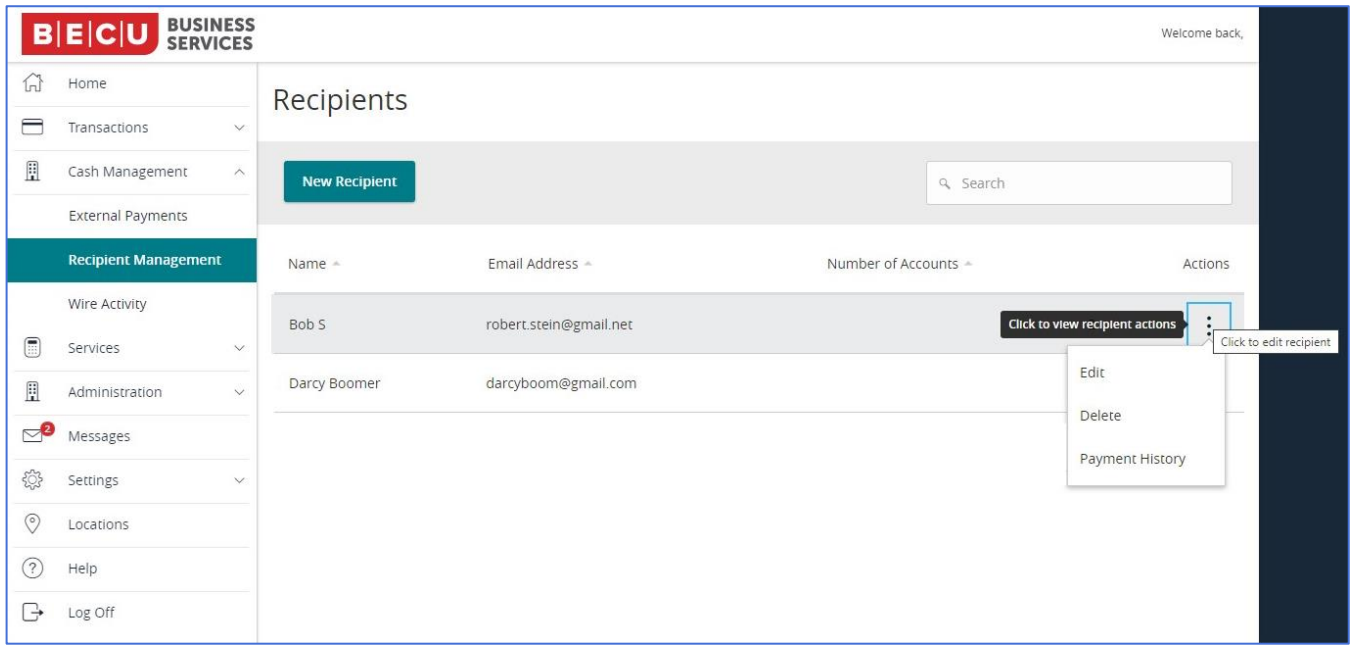 B|E|C|U BUSINESS SERVICES
Welcome back,
Home
Transactions
Cash Management
External Payments
Recipient Management
Wire Activity
Services
Administration
2
Messages
Settings
Locations
Help
Log Off
Recipients
New Recipient
Search
Name Email Address Number of Accounts Actions
Bob S robert.stein@gmail.net
Click to view recipient actions
Click to edit recipient
Darcy Boomer darcyboom@gmail.com
Edit
Delete
Payment History